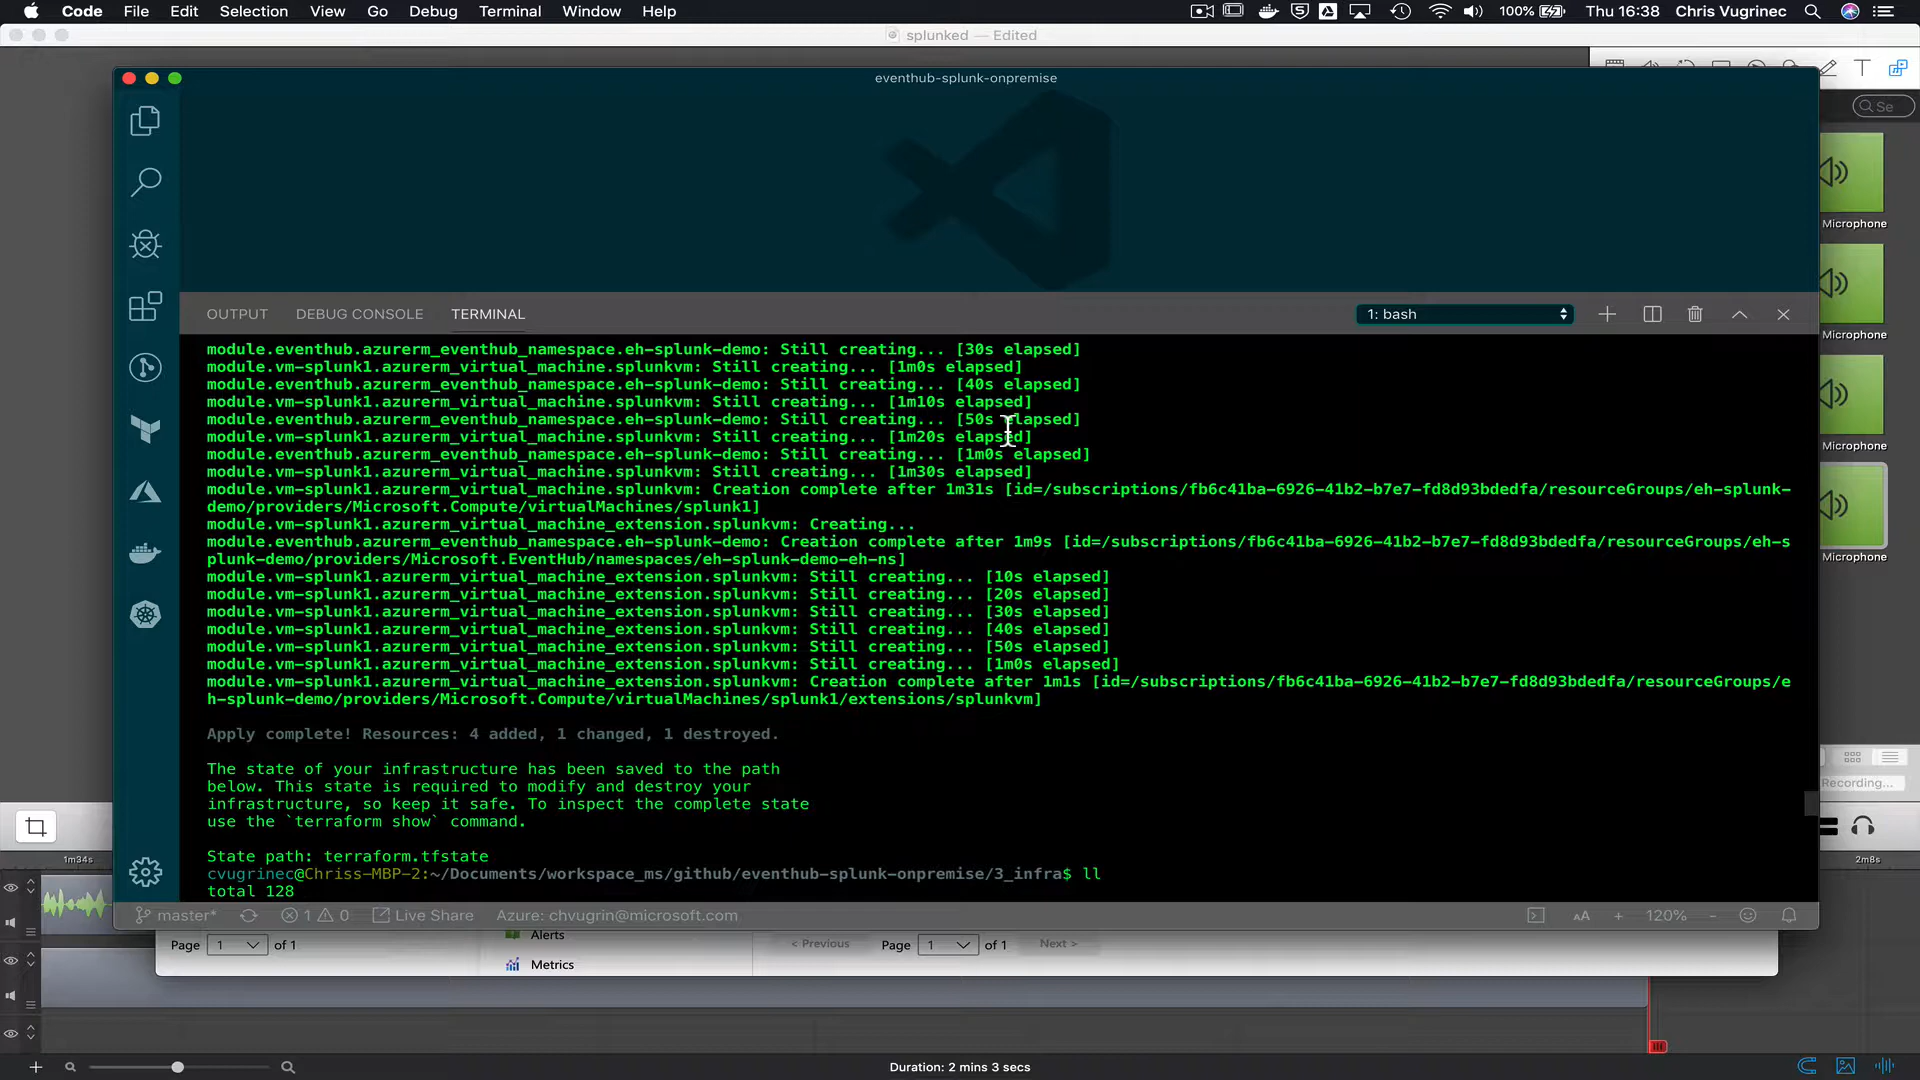 Code File Edit Selection View Go Debug Terminal Window Help 100% Thu 16:38 Chris Vugrinec
splunked — Edited
eventhub-splunk-onpremise
Se
Microphone
OUTPUT DEBUG CONSOLE TERMINAL 1: bash
Microphone
module.eventhub.azurerm_eventhub_namespace.eh-splunk-demo: Still creating... [30s elapsed]
module.vm-splunk1.azurerm_virtual_machine.splunkvm: Still creating... [1m0s elapsed]
module.eventhub.azurerm_eventhub_namespace.eh-splunk-demo: Still creating... [40s elapsed]
module.vm-splunk1.azurerm_virtual_machine.splunkvm: Still creating... [1m10s elapsed]
module.eventhub.azurerm_eventhub_namespace.eh-splunk-demo: Still creating... [50s elapsed]
module.vm-splunk1.azurerm_virtual_machine.splunkvm: Still creating... [1m20s elapsed]
Microphone
module.eventhub.azurerm_eventhub_namespace.eh-splunk-demo: Still creating... [1m0s elapsed]
module.vm-splunk1.azurerm_virtual_machine.splunkvm: Still creating... [1m30s elapsed]
module.vm-splunk1.azurerm_virtual_machine.splunkvm: Creation complete after 1m31s [id=/subscriptions/fb6c41ba-6926-41b2-b7e7-fd8d93bdedfa/resourceGroups/eh-splunk-
demo/providers/Microsoft.Compute/virtualMachines/splunk1]
module.vm-splunk1.azurerm_virtual_machine_extension.splunkvm: Creating...
module.eventhub.azurerm_eventhub_namespace.eh-splunk-demo: Creation complete after 1m9s [id=/subscriptions/fb6c41ba-6926-41b2-b7e7-fd8d93bdedfa/resourceGroups/eh-s
plunk-demo/providers/Microsoft.EventHub/namespaces/eh-splunk-demo-eh-ns]
Microphone
module.vm-splunk1.azurerm_virtual_machine_extension.splunkvm: Still creating... [10s elapsed]
module.vm-splunk1.azurerm_virtual_machine_extension.splunkvm: Still creating... [20s elapsed]
module.vm-splunk1.azurerm_virtual_machine_extension.splunkvm: Still creating... [30s elapsed]
module.vm-splunk1.azurerm_virtual_machine_extension.splunkvm: Still creating... [40s elapsed]
module.vm-splunk1.azurerm_virtual_machine_extension.splunkvm: Still creating... [50s elapsed]
module.vm-splunk1.azurerm_virtual_machine_extension.splunkvm: Still creating... [1m0s elapsed]
module.vm-splunk1.azurerm_virtual_machine_extension.splunkvm: Creation complete after 1m1s [id=/subscriptions/fb6c41ba-6926-41b2-b7e7-fd8d93bdedfa/resourceGroups/e
h-splunk-demo/providers/Microsoft.Compute/virtualMachines/splunk1/extensions/splunkvm]
Apply complete! Resources: 4 added, 1 changed, 1 destroyed.
The state of your infrastructure has been saved to the path
below. This state is required to modify and destroy your
infrastructure, so keep it safe. To inspect the complete state
use the `terraform show` command.
Recording...
State path: terraform.tfstate
1m34s
2m8s
cvugrinec@Chriss-MBP-2:~/Documents/workspace_ms/github/eventhub-splunk-onpremise/3_infra$ ll
total 128
master* 1 0 Live Share Azure: chvugrin@microsoft.com AA + 120% -
Page 1 of 1 Alerts < Previous Page 1 of 1 Next >
Metrics
Duration: 2 mins 3 secs